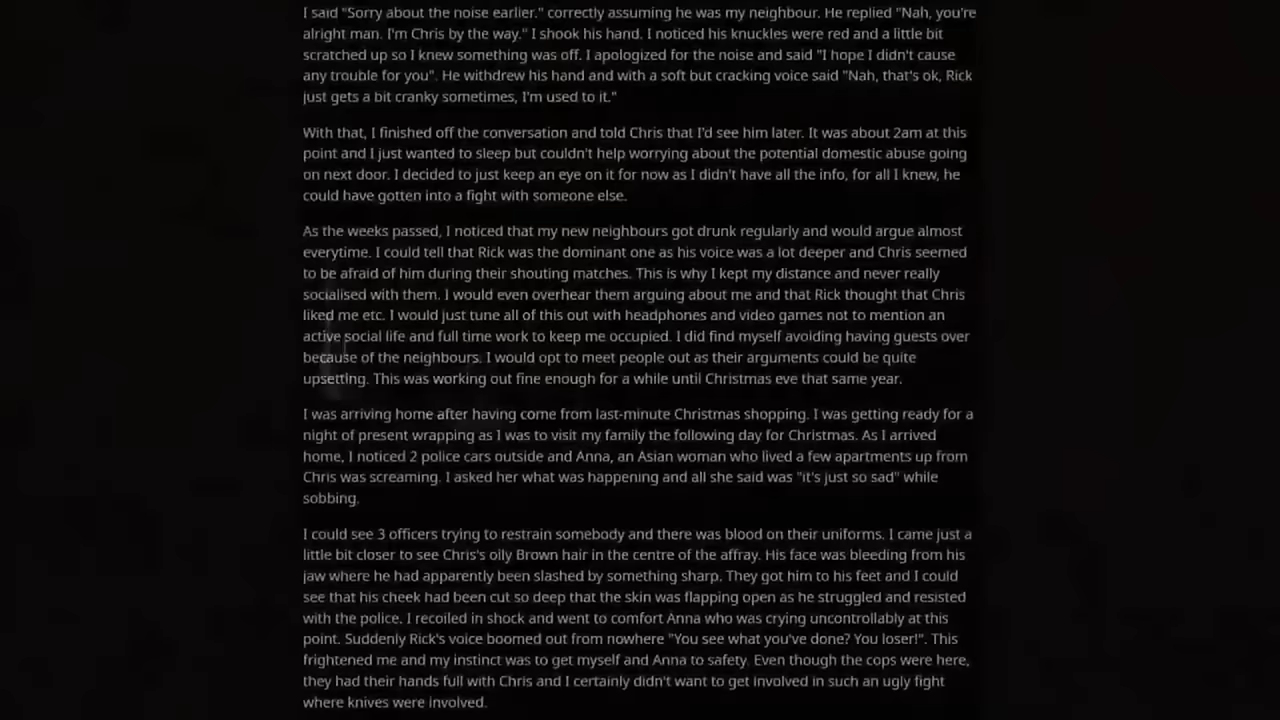 I said "Sorry about the noise earlier." correctly assuming he was my neighbour. He replied "Nah, you're
alright man. I'm Chris by the way." I shook his hand. I noticed his knuckles were red and a little bit
scratched up so I knew something was off. I apologized for the noise and said "I hope I didn't cause
any trouble for you". He withdrew his hand and with a soft but cracking voice said "Nah, that's ok, Rick
just gets a bit cranky sometimes, I'm used to it."
With that, I finished off the conversation and told Chris that I'd see him later. It was about 2am at this
point and I just wanted to sleep but couldn't help worrying about the potential domestic abuse going
on next door. I decided to just keep an eye on it for now as I didn't have all the info, for all I knew, he
could have gotten into a fight with someone else.
As the weeks passed, I noticed that my new neighbours got drunk regularly and would argue almost
everytime. I could tell that Rick was the dominant one as his voice was a lot deeper and Chris seemed
to be afraid of him during their shouting matches. This is why I kept my distance and never really
socialised with them. I would even overhear them arguing about me and that Rick thought that Chris
liked me etc. I would just tune all of this out with headphones and video games not to mention an
active social life and full time work to keep me occupied. I did find myself avoiding having guests over
because of the neighbours. I would opt to meet people out as their arguments could be quite
upsetting. This was working out fine enough for a while until Christmas eve that same year.
I was arriving home after having come from last-minute Christmas shopping. I was getting ready for a
night of present wrapping as I was to visit my family the following day for Christmas. As I arrived
home, I noticed 2 police cars outside and Anna, an Asian woman who lived a few apartments up from
Chris was screaming. I asked her what was happening and all she said was "it's just so sad" while
sobbing.
I could see 3 officers trying to restrain somebody and there was blood on their uniforms. I came just a
little bit closer to see Chris's oily Brown hair in the centre of the affray. His face was bleeding from his
jaw where he had apparently been slashed by something sharp. They got him to his feet and I could
see that his cheek had been cut so deep that the skin was flapping open as he struggled and resisted
with the police. I recoiled in shock and went to comfort Anna who was crying uncontrollably at this
point. Suddenly Rick's voice boomed out from nowhere "You see what you've done? You loser!". This
frightened me and my instinct was to get myself and Anna to safety. Even though the cops were here,
they had their hands full with Chris and I certainly didn't want to get involved in such an ugly fight
where knives were involved.